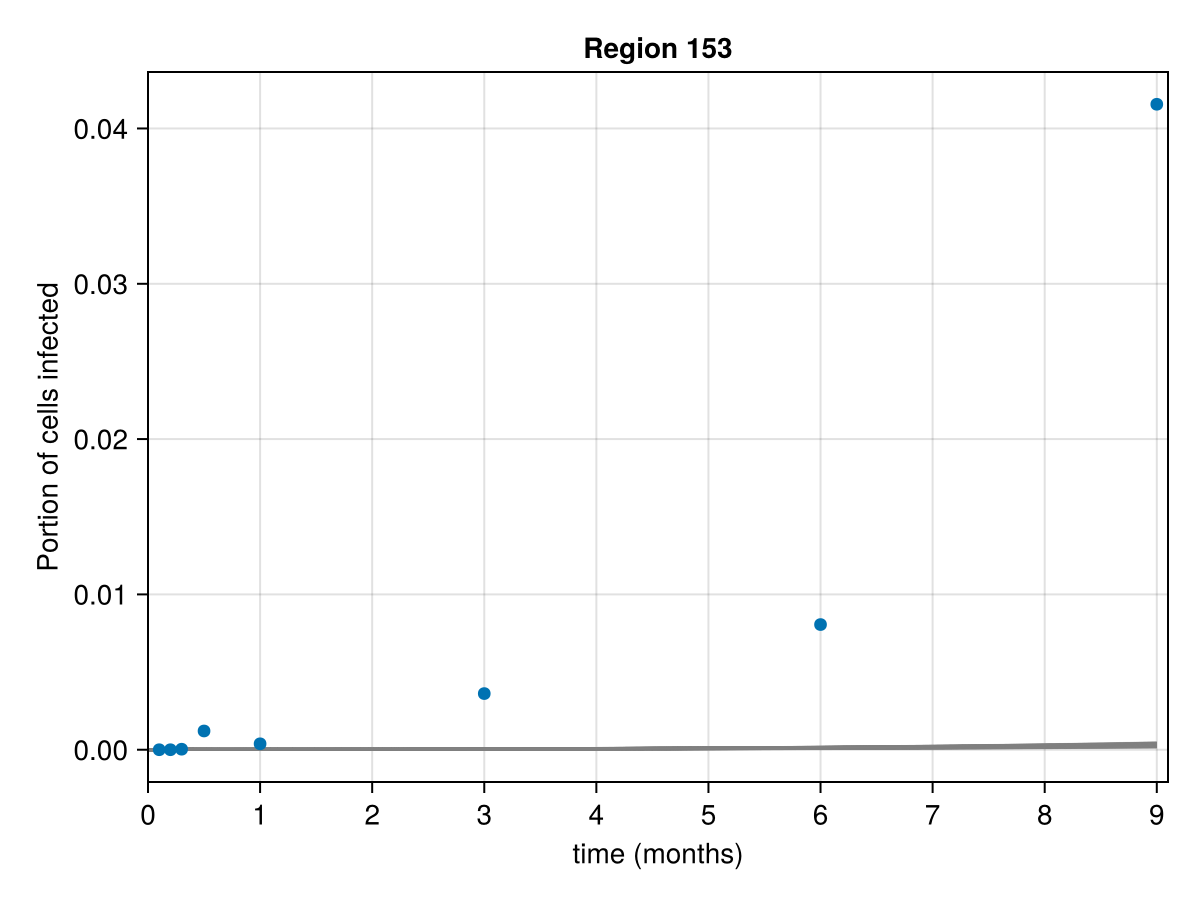 Region 153
0.04
0.03
0.02
0.01
0.00
Portion of cells infected
0 1 2 3 4 5 6 7 8 9
time (months)